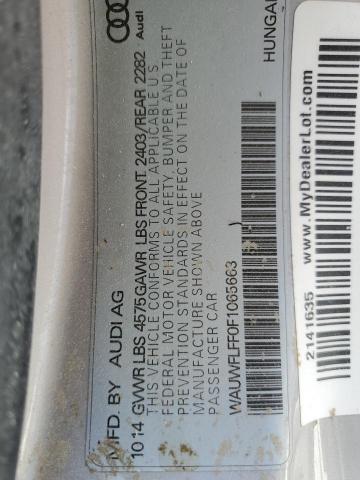 MFD. BY AUDI AG
Audi
10 14 GVWR LBS 4575 GAWR LBS FRONT 2403/REAR 2282
THIS VEHICLE CONFORMS TO ALL APPLICABLE U S
FEDERAL MOTOR VEHICLE SAFETY, BUMPER AND THEFT
PREVENTION STANDARDS IN EFFECT ON THE DATE OF
MANUFACTURE SHOWN ABOVE
PASSENGER CAR
WAUWFLFF0F1065663
HUNGAR
www.MyDealerLot.com
2141635